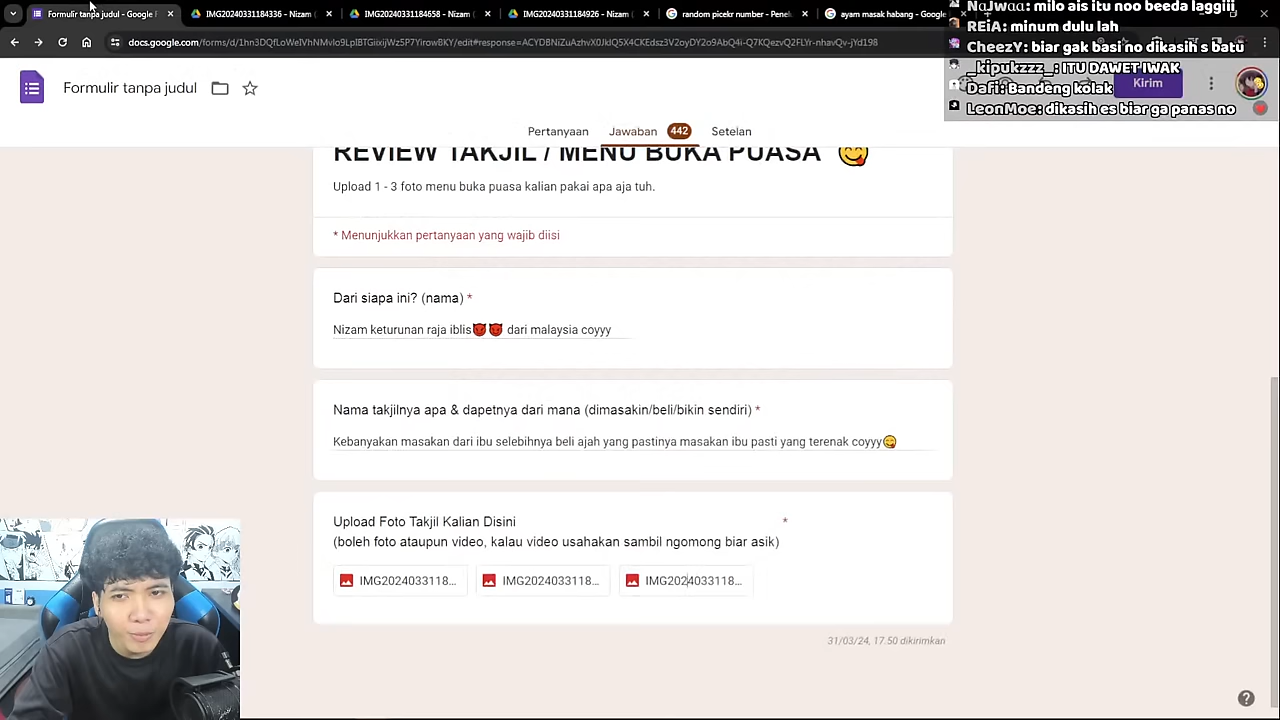 Formulir tanpa judul - Google F
IMG20240331184336 - Nizam (
IMG20240331184658 - Nizam (
IMG20240331184926 - Nizam (
random picekr number - Penelu
ayam masak habang - Google
NaJwaa: milo ais itu noo beeda lagiiii
REiA: minum dulu lah
CheezY: biar gak basi no dikasih s batu
_kipukzzz_: ITU DAWET IWAK
DaFi: Bandeng kolak
LeonMoe: dikasih es biar ga panas no
Formulir tanpa judul
Kirim
Pertanyaan
Jawaban 442
Setelan
REVIEW TAKJIL / MENU BUKA PUASA 😋
Upload 1 - 3 foto menu buka puasa kalian pakai apa aja tuh.
* Menunjukkan pertanyaan yang wajib diisi
Dari siapa ini? (nama) *
Nizam keturunan raja iblis👿👿 dari malaysia coyyy
Nama takjilnya apa & dapetnya dari mana (dimasakin/beli/bikin sendiri) *
Kebanyakan masakan dari ibu selebihnya beli ajah yang pastinya masakan ibu pasti yang terenak coyyy😋
Upload Foto Takjil Kalian Disini *
(boleh foto ataupun video, kalau video usahakan sambil ngomong biar asik)
IMG2024033118...
IMG2024033118...
IMG2024033118...
31/03/24, 17.50 dikirimkan